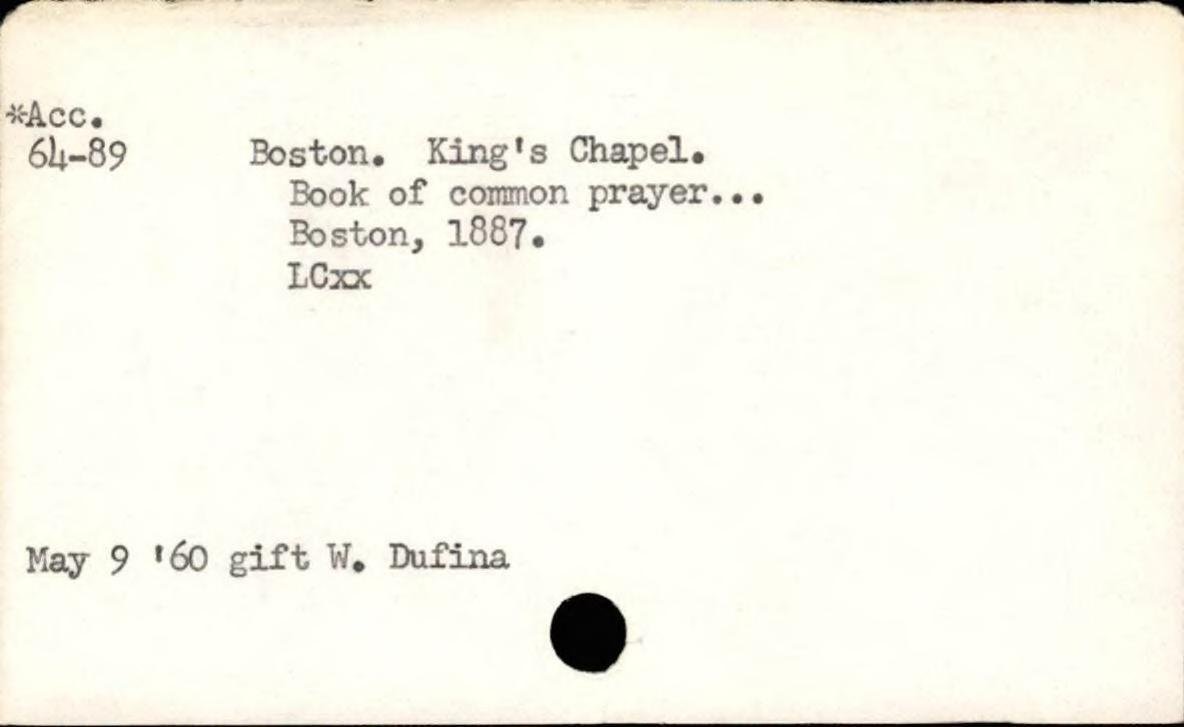 *Acc.
64-89 Boston. King's Chapel.
Book of common prayer...
Boston, 1887.
LCxx
May 9 '60 gift W. Dufina